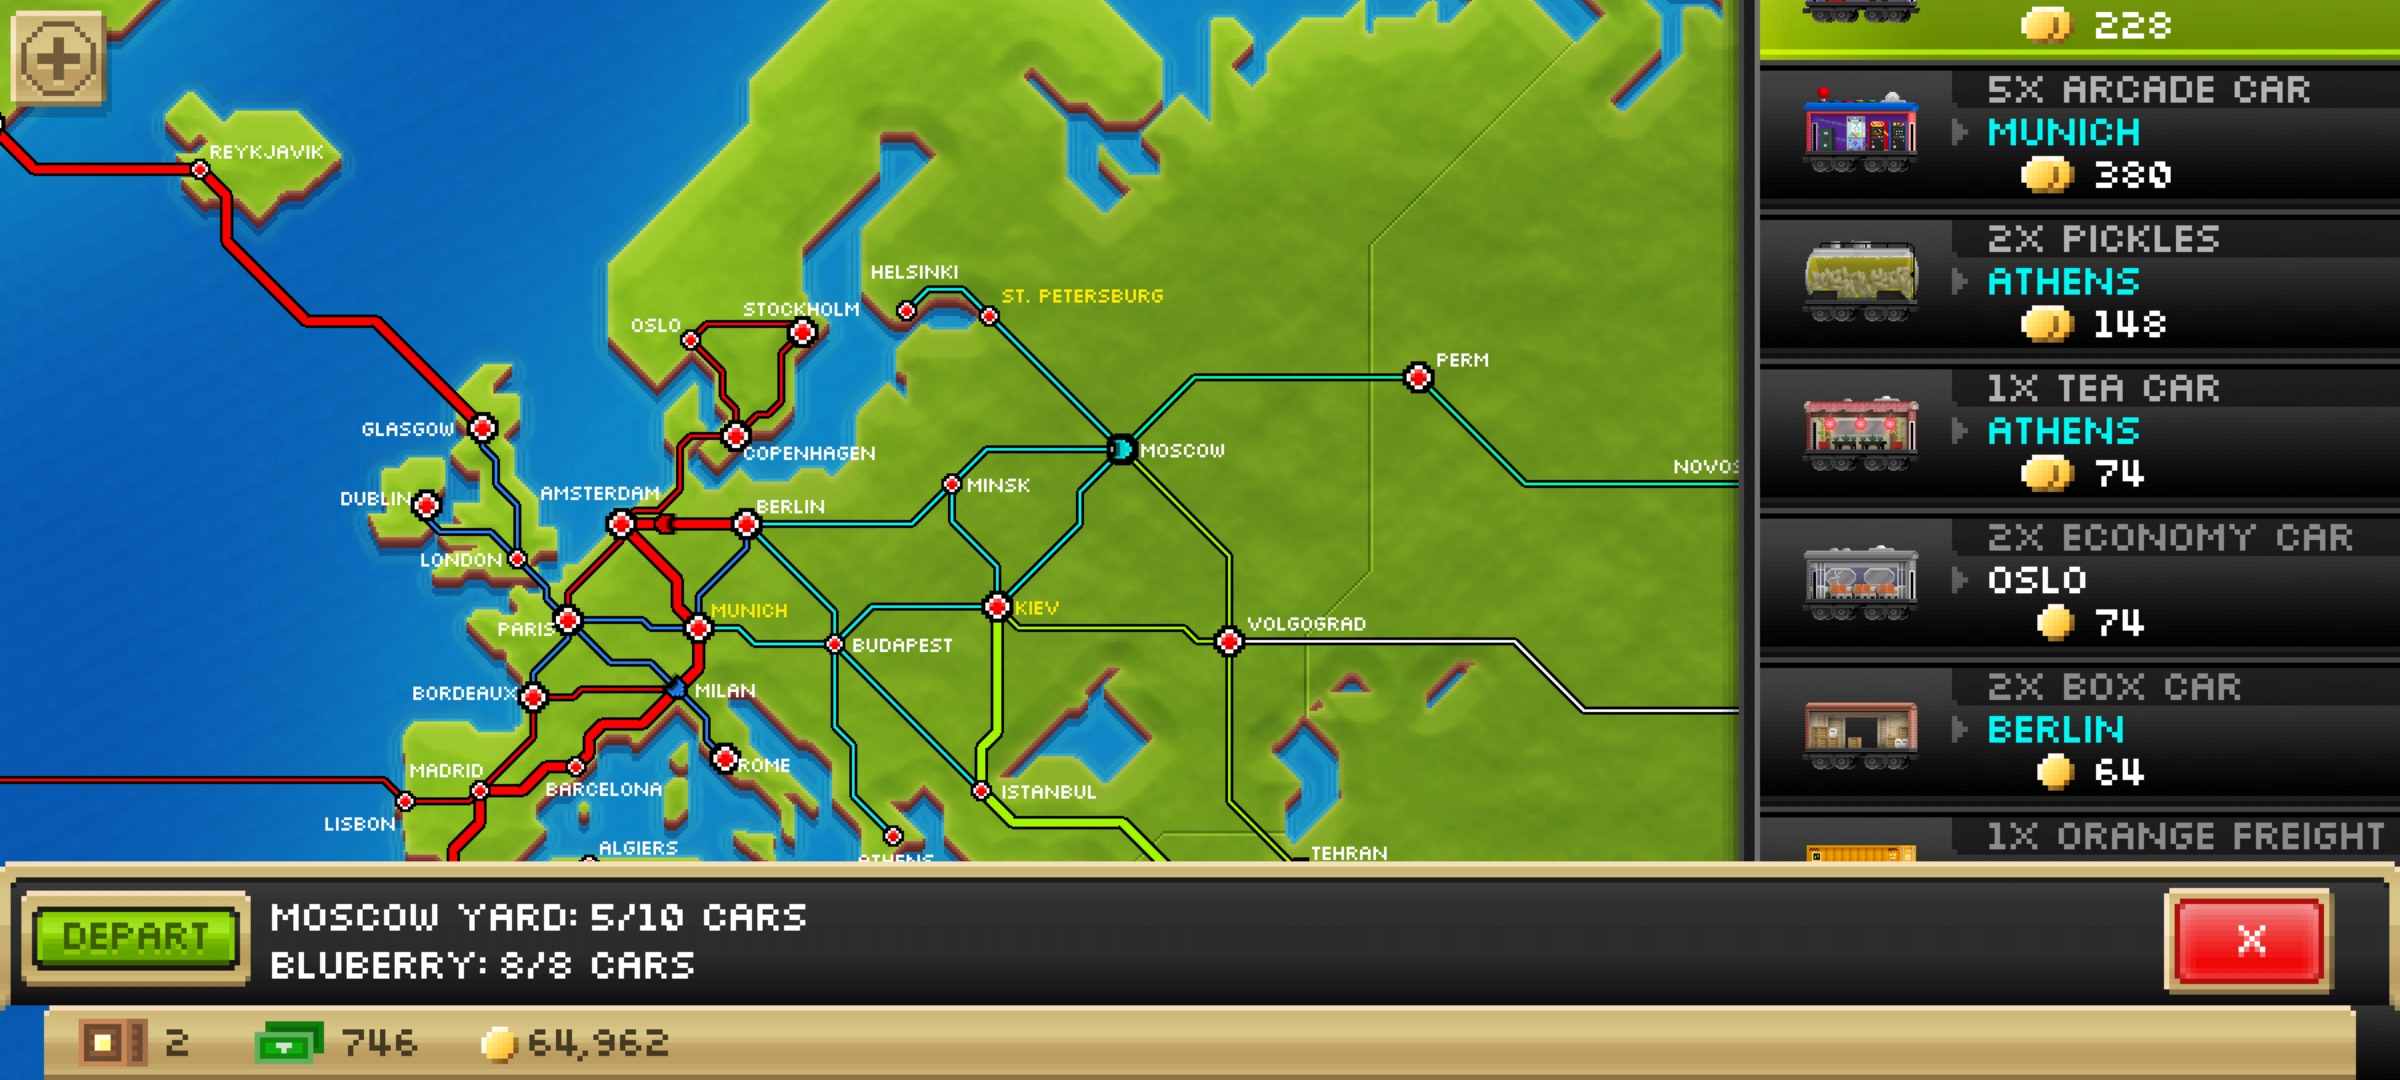 228
5X ARCADE CAR
MUNICH
380
2X PICKLES
ATHENS
148
1X TEA CAR
ATHENS
74
2X ECONOMY CAR
OSLO
74
2X BOX CAR
BERLIN
64
1X ORANGE FREIGHT
REYKJAVIK
HELSINKI
ST. PETERSBURG
STOCKHOLM
OSLO
PERM
GLASGOW
COPENHAGEN
MOSCOW
NOVOS
DUBLIN
AMSTERDAM
MINSK
BERLIN
LONDON
MUNICH
KIEV
PARIS
VOLGOGRAD
BUDAPEST
BORDEAUX
MILAN
MADRID
ROME
BARCELONA
ISTANBUL
LISBON
ALGIERS
TEHRAN
ATHENS
DEPART
MOSCOW YARD: 5/10 CARS
BLUBERRY: 8/8 CARS
X
2
746
64,962